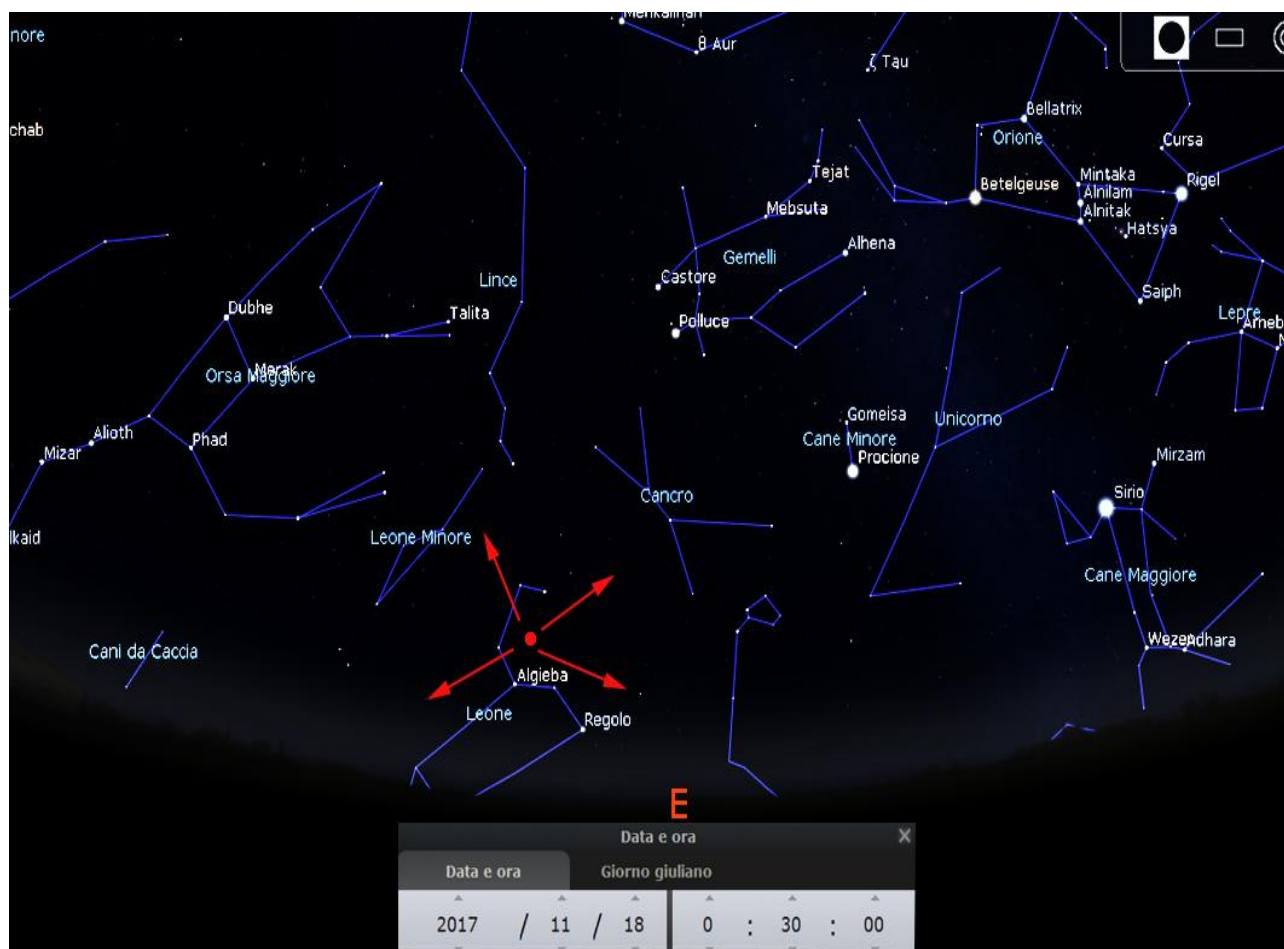 Menkalinan
nore
θ Aur
ζ Tau
Bellatrix
chab
Orione
Cursa
Tejat
Mintaka
Rigel
Betelgeuse
Alnilam
Mebsuta
Alnitak
Hatsya
Alhena
Gemelli
Castore
Lince
Saiph
Dubhe
Talita
Lepre
Polluce
Arneb
N
Merak
Orsa Maggiore
Gomeisa
Unicorno
Alioth
Cane Minore
Phad
Mizar
Procione
Mirzam
Sirio
Cancro
lkaid
Leone Minore
Cane Maggiore
Cani da Caccia
Wezen
Adhara
Algieba
Leone
Regolo
E
Data e ora X
Data e ora Giorno giuliano
2017 / 11 / 18 0 : 30 : 00